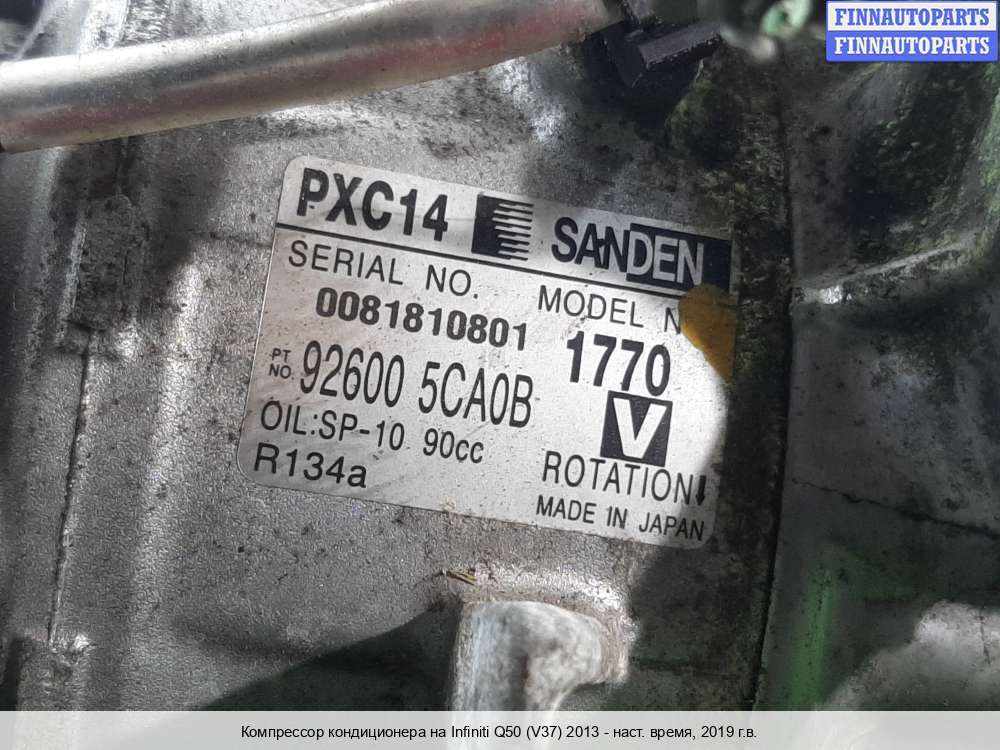 FINNAUTOPARTS
FINNAUTOPARTS
PXC14 SANDEN
SERIAL NO. MODEL
0081810801 1770
PT NO. 92600 5CA0B V
OIL:SP-10 90cc ROTATION
R134a MADE IN JAPAN
Компрессор кондиционера на Infiniti Q50 (V37) 2013 - наст. время, 2019 г.в.